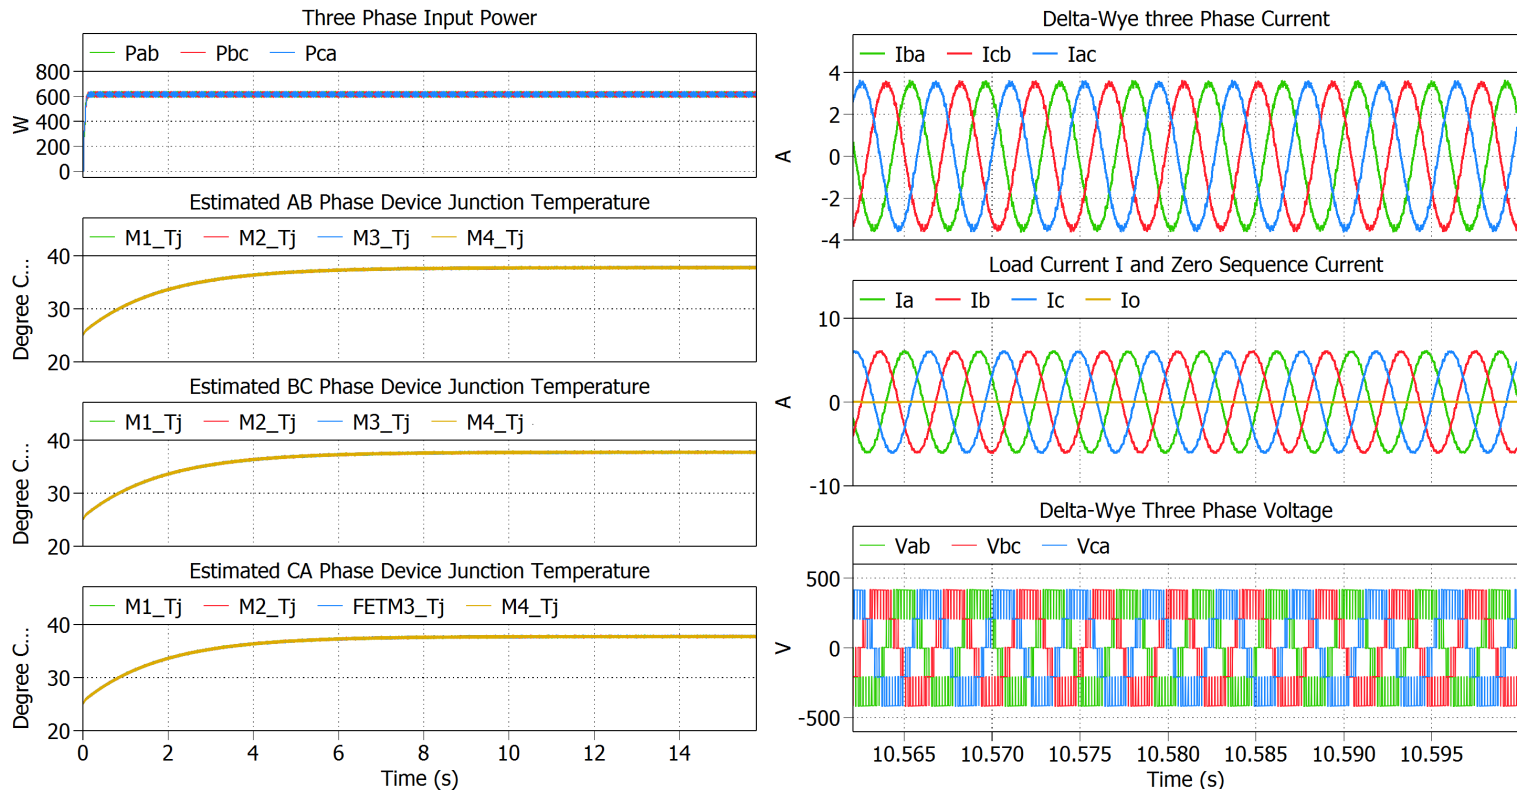 Three Phase Input Power
Pab Pbc Pca
800
600
400
200
0
W
Estimated AB Phase Device Junction Temperature
M1_Tj M2_Tj M3_Tj M4_Tj
40
30
20
Degree C...
Estimated BC Phase Device Junction Temperature
M1_Tj M2_Tj M3_Tj M4_Tj
40
30
20
Degree C...
Estimated CA Phase Device Junction Temperature
M1_Tj M2_Tj FETM3_Tj M4_Tj
40
30
20
Degree C...
0 2 4 6 8 10 12 14
Time (s)
Delta-Wye three Phase Current
Iba Icb Iac
4
2
0
-2
-4
A
Load Current I and Zero Sequence Current
Ia Ib Ic Io
10
0
-10
A
Delta-Wye Three Phase Voltage
Vab Vbc Vca
500
0
-500
V
10.565 10.570 10.575 10.580 10.585 10.590 10.595
Time (s)